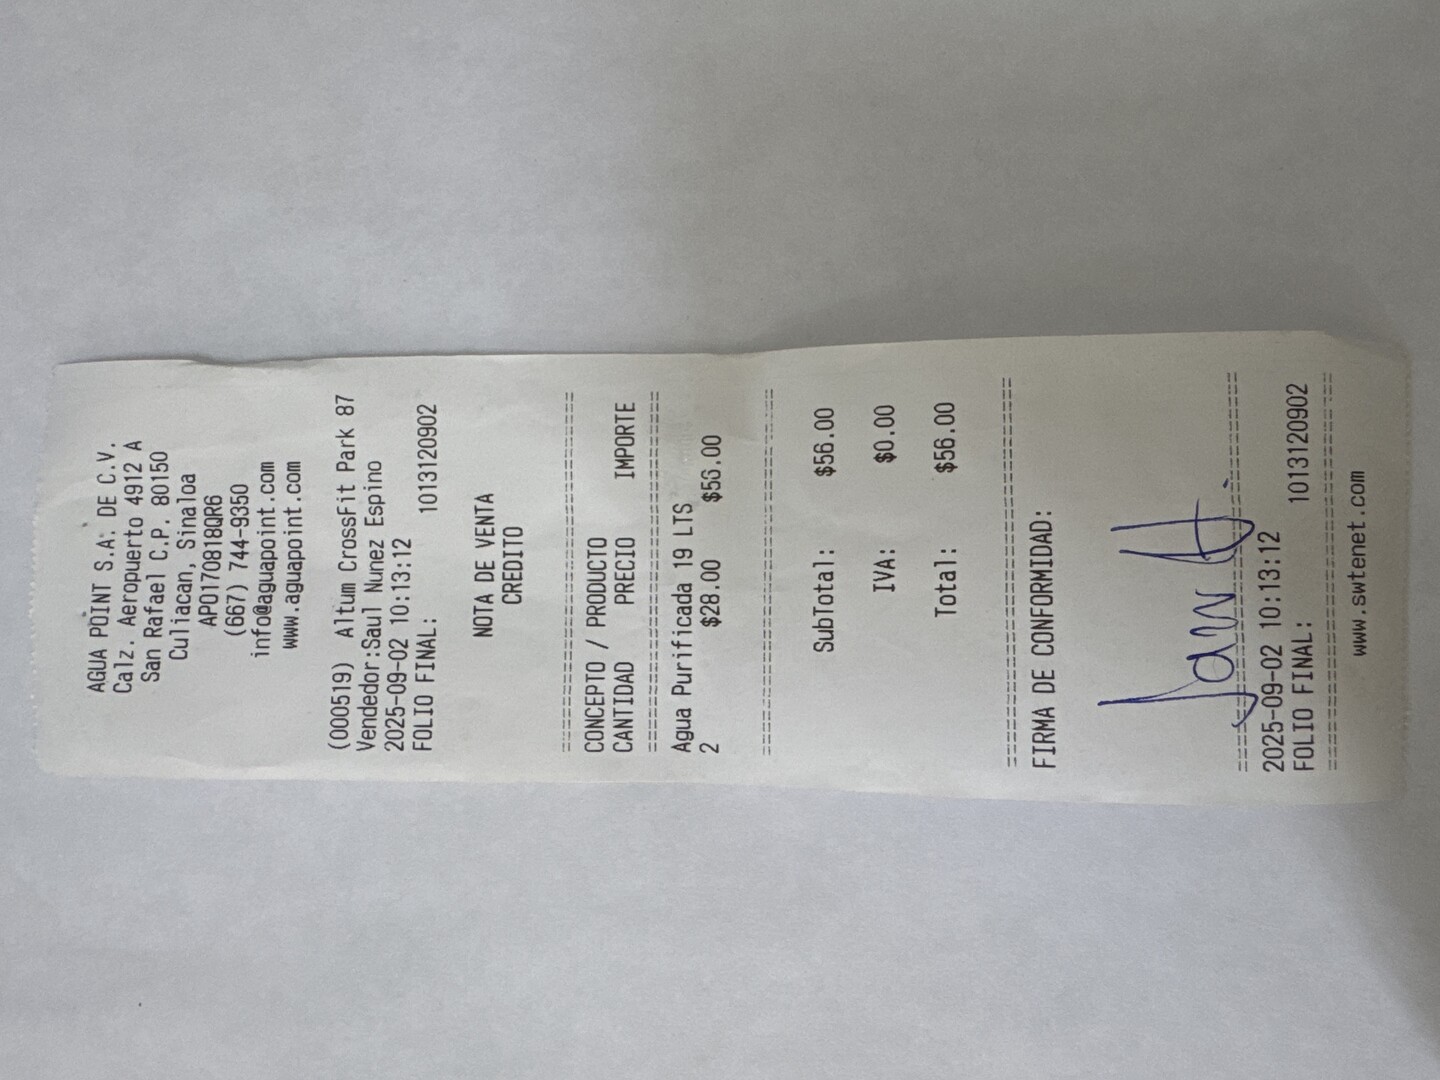 AGUA POINT S.A. DE C.V.
Calz. Aeropuerto 4912 A
San Rafael C.P. 80150
Culiacan, Sinaloa
APO170818QR6
(667) 744-9350
info@aguapoint.com
www.aguapoint.com
(000519) Altum CrossFit Park 87
Vendedor:Saul Nunez Espino
2025-09-02 10:13:12
FOLIO FINAL: 1013120902
NOTA DE VENTA
CREDITO
==============================
CONCEPTO / PRODUCTO
CANTIDAD PRECIO IMPORTE
==============================
Agua Purificada 19 LTS
2 $28.00 $56.00
==============================
SubTotal: $56.00
IVA: $0.00
Total: $56.00
==============================
FIRMA DE CONFORMIDAD:
==============================
2025-09-02 10:13:12
FOLIO FINAL: 1013120902
==============================
www.swtenet.com